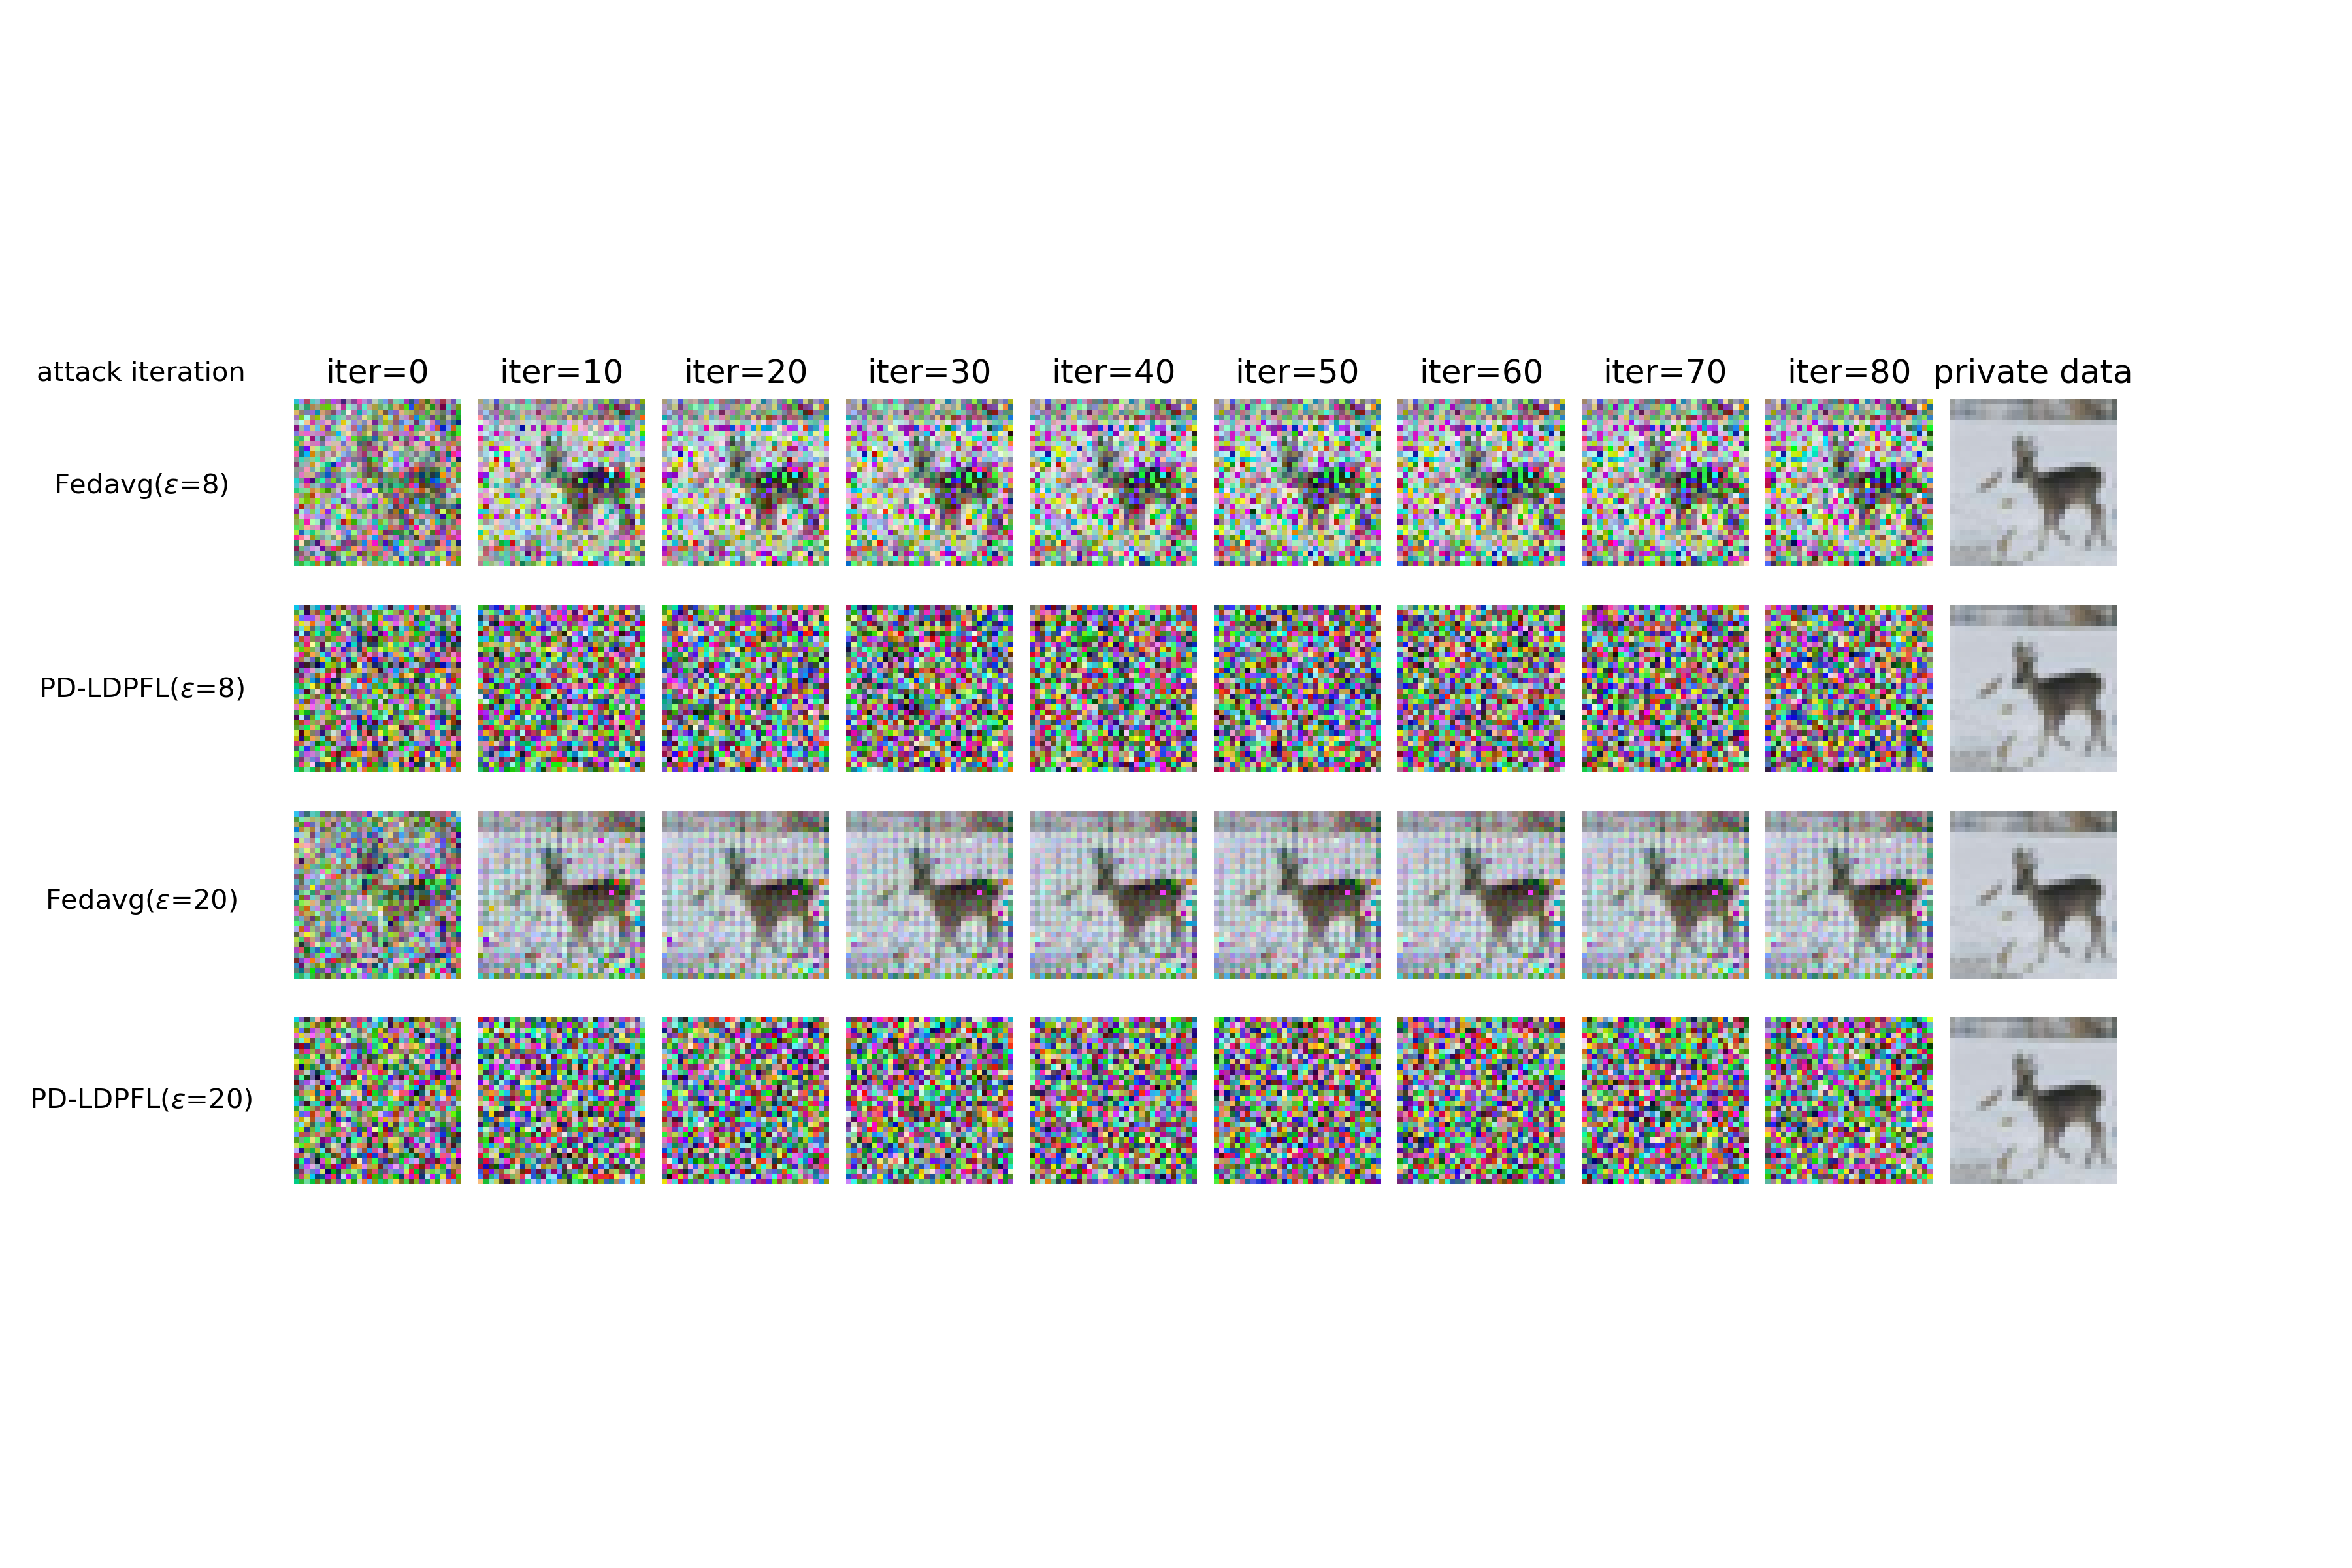 attack iteration iter=0 iter=10 iter=20 iter=30 iter=40 iter=50 iter=60 iter=70 iter=80 private data
Fedavg(ε=8)
PD-LDPFL(ε=8)
Fedavg(ε=20)
PD-LDPFL(ε=20)